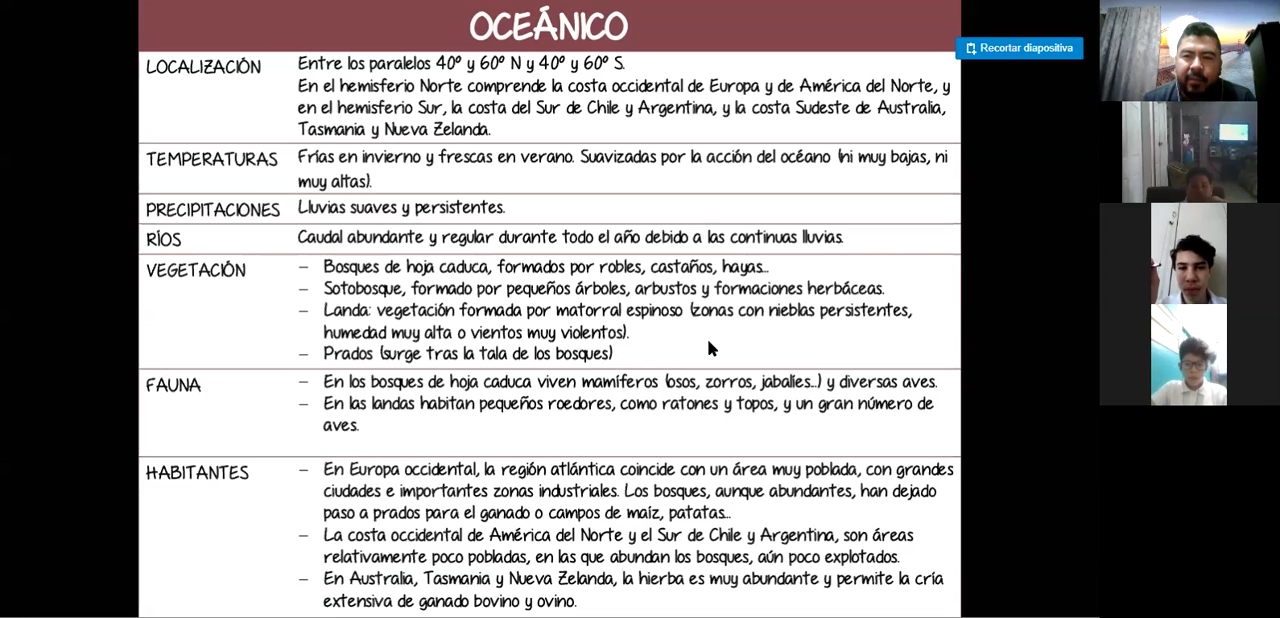 OCEÁNICO
Recortar diapositiva
LOCALIZACIÓN
Entre los paralelos 40º y 60º N y 40º y 60º S.
En el hemisferio Norte comprende la costa occidental de Europa y de América del Norte, y
en el hemisferio Sur, la costa del Sur de Chile y Argentina, y la costa Sudeste de Australia,
Tasmania y Nueva Zelanda.
TEMPERATURAS
Frías en invierno y frescas en verano. Suavizadas por la acción del océano (ni muy bajas, ni
muy altas).
PRECIPITACIONES
Lluvias suaves y persistentes.
RÍOS
Caudal abundante y regular durante todo el año debido a las continuas lluvias.
VEGETACIÓN
– Bosques de hoja caduca, formados por robles, castaños, hayas...
– Sotobosque, formado por pequeños árboles, arbustos y formaciones herbáceas.
– Landa: vegetación formada por matorral espinoso (zonas con nieblas persistentes,
humedad muy alta o vientos muy violentos).
– Prados (surge tras la tala de los bosques)
FAUNA
– En los bosques de hoja caduca viven mamíferos (osos, zorros, jabalíes...) y diversas aves.
– En las landas habitan pequeños roedores, como ratones y topos, y un gran número de
aves.
HABITANTES
– En Europa occidental, la región atlántica coincide con un área muy poblada, con grandes
ciudades e importantes zonas industriales. Los bosques, aunque abundantes, han dejado
paso a prados para el ganado o campos de maíz, patatas...
– La costa occidental de América del Norte y el Sur de Chile y Argentina, son áreas
relativamente poco pobladas, en las que abundan los bosques, aún poco explotados.
– En Australia, Tasmania y Nueva Zelanda, la hierba es muy abundante y permite la cría
extensiva de ganado bovino y ovino.